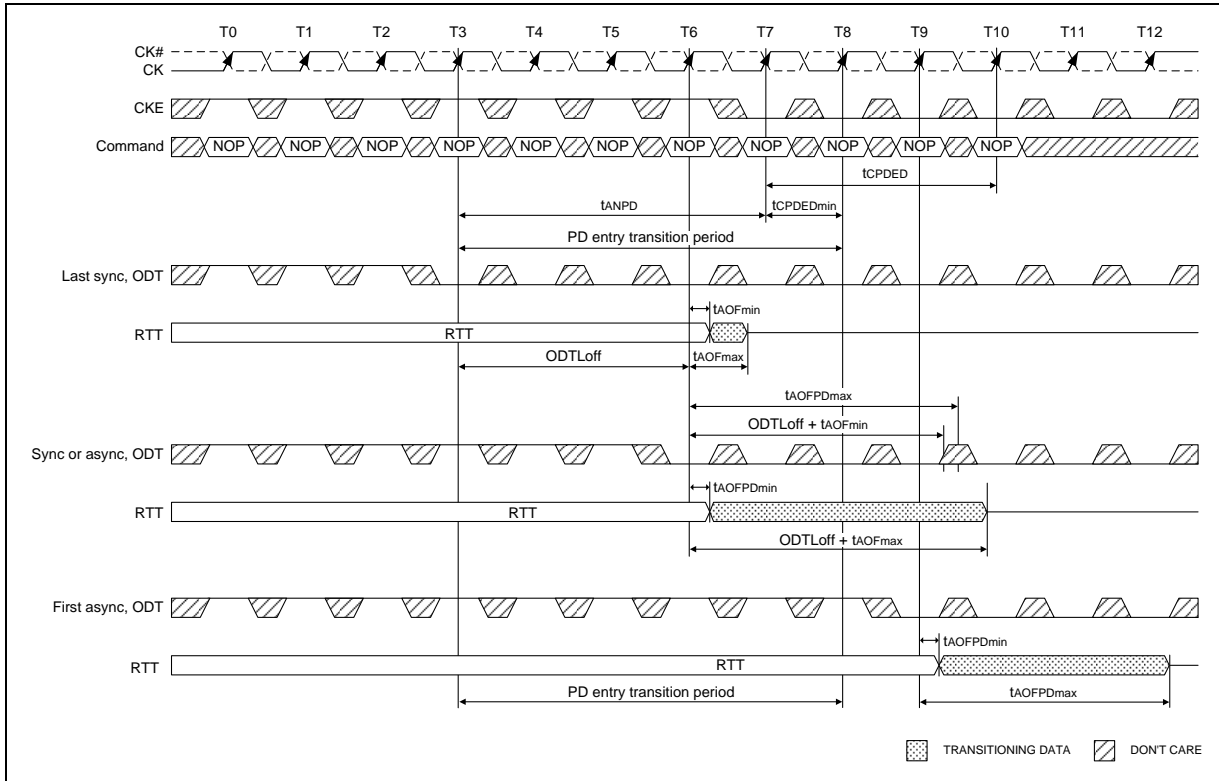 T0 T1 T2 T3 T4 T5 T6 T7 T8 T9 T10 T11 T12
CK#
CK
CKE
Command NOP NOP NOP NOP NOP NOP NOP NOP NOP NOP NOP
tCPDED
tANPD tCPDEDmin
PD entry transition period
Last sync, ODT
tAOFmin
RTT RTT
ODTLoff tAOFmax
tAOFPDmax
ODTLoff + tAOFmin
Sync or async, ODT
tAOFPDmin
RTT RTT
ODTLoff + tAOFmax
First async, ODT
tAOFPDmin
RTT RTT
PD entry transition period tAOFPDmax
TRANSITIONING DATA DON'T CARE